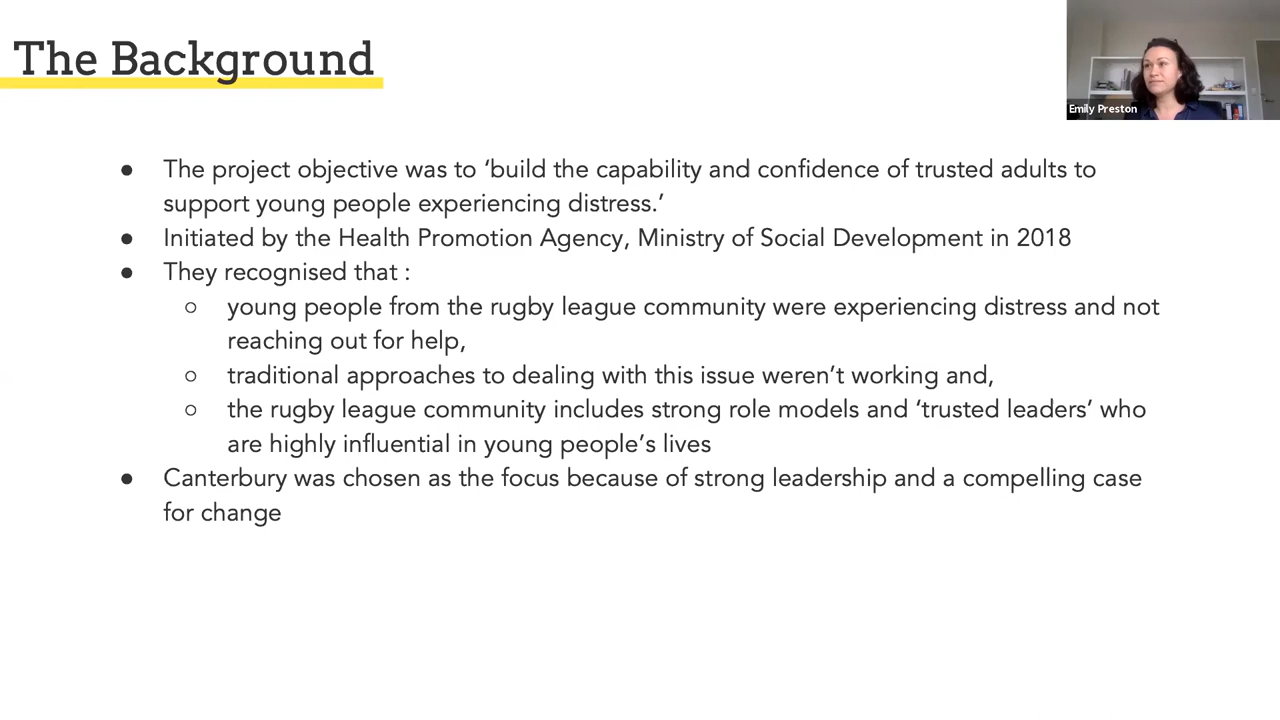 The Background
Emily Preston
● The project objective was to ‘build the capability and confidence of trusted adults to
support young people experiencing distress.’
● Initiated by the Health Promotion Agency, Ministry of Social Development in 2018
● They recognised that :
○ young people from the rugby league community were experiencing distress and not
reaching out for help,
○ traditional approaches to dealing with this issue weren’t working and,
○ the rugby league community includes strong role models and ‘trusted leaders’ who
are highly influential in young people’s lives
● Canterbury was chosen as the focus because of strong leadership and a compelling case
for change